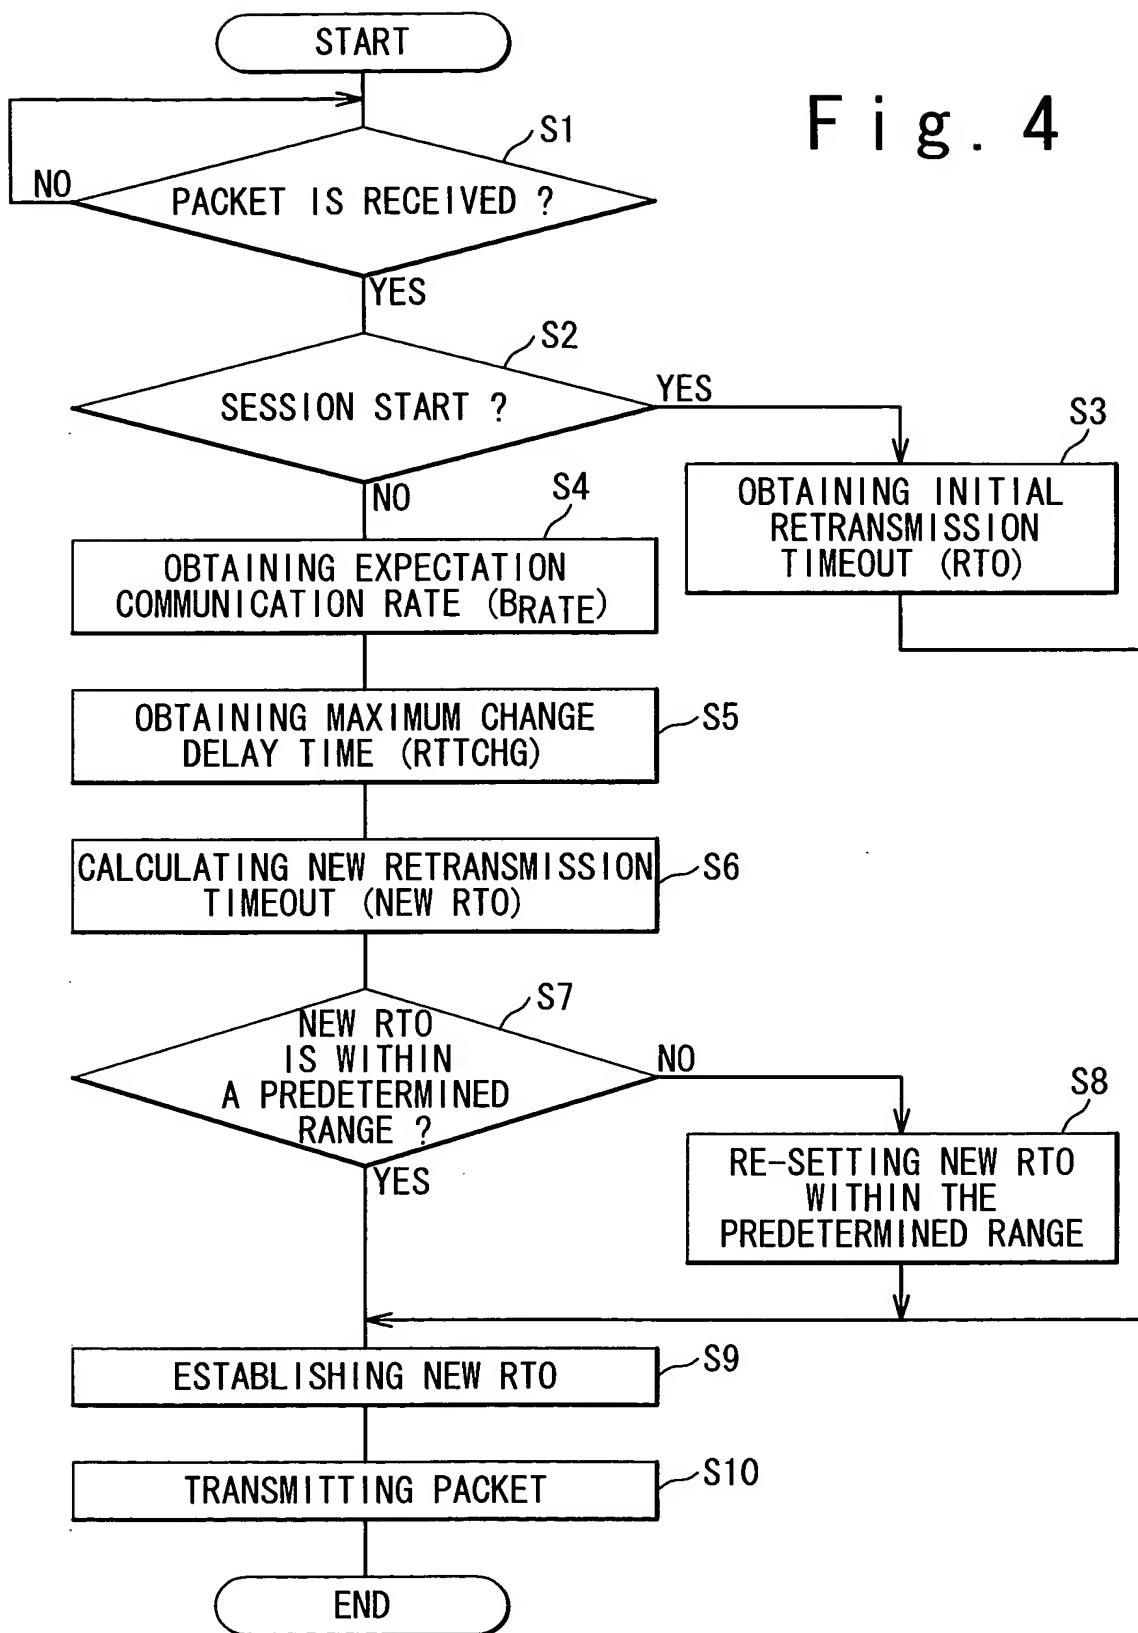 START
Fig. 4
S1
NO
PACKET IS RECEIVED ?
YES
S2
SESSION START ?
YES
NO
S3
OBTAINING INITIAL
RETRANSMISSION
TIMEOUT (RTO)
S4
OBTAINING EXPECTATION
COMMUNICATION RATE (BRATE)
OBTAINING MAXIMUM CHANGE
DELAY TIME (RTTCHG)
S5
CALCULATING NEW RETRANSMISSION
TIMEOUT (NEW RTO)
S6
S7
NEW RTO
IS WITHIN
A PREDETERMINED
RANGE ?
NO
YES
S8
RE-SETTING NEW RTO
WITHIN THE
PREDETERMINED RANGE
ESTABLISHING NEW RTO
S9
TRANSMITTING PACKET
S10
END